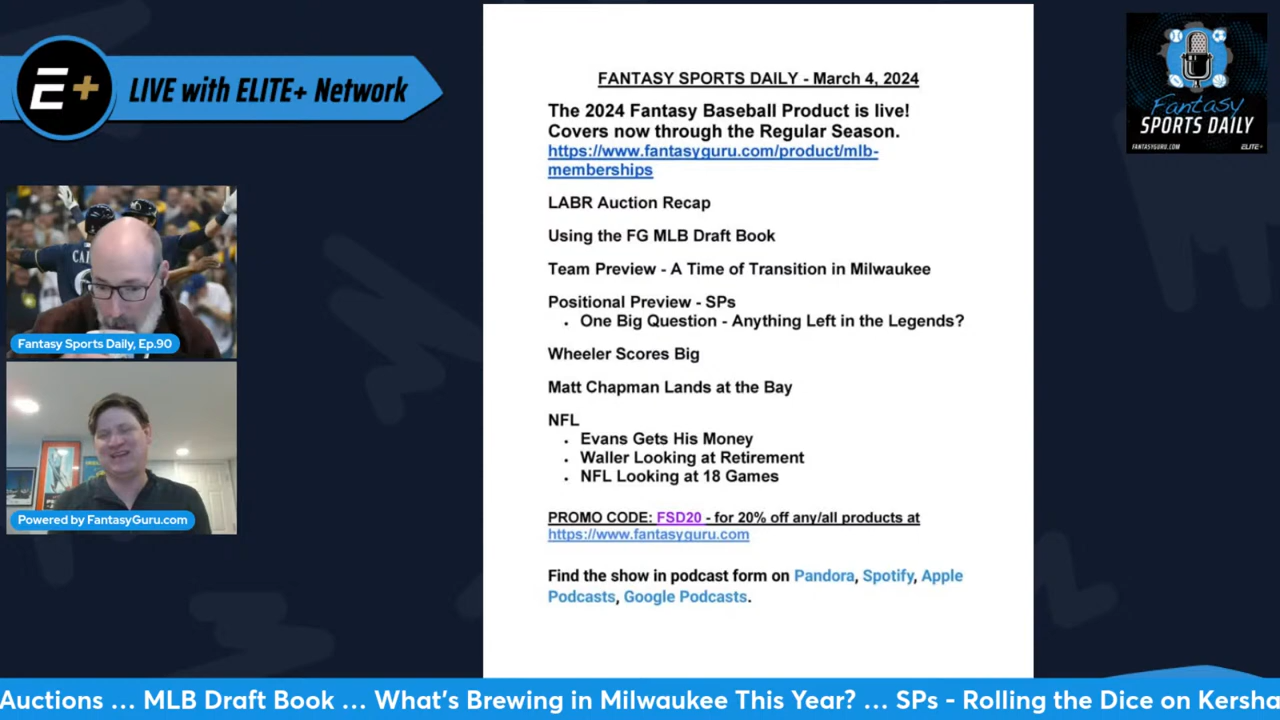 E+
LIVE with ELITE+ Network
Fantasy
SPORTS DAILY
FANTASYGURU.COM
ELITE+
Fantasy Sports Daily, Ep.90
Powered by FantasyGuru.com
FANTASY SPORTS DAILY - March 4, 2024
The 2024 Fantasy Baseball Product is live!
Covers now through the Regular Season.
https://www.fantasyguru.com/product/mlb-
memberships
LABR Auction Recap
Using the FG MLB Draft Book
Team Preview - A Time of Transition in Milwaukee
Positional Preview - SPs
• One Big Question - Anything Left in the Legends?
Wheeler Scores Big
Matt Chapman Lands at the Bay
NFL
• Evans Gets His Money
• Waller Looking at Retirement
• NFL Looking at 18 Games
PROMO CODE: FSD20 - for 20% off any/all products at
https://www.fantasyguru.com
Find the show in podcast form on Pandora, Spotify, Apple
Podcasts, Google Podcasts.
Auctions ... MLB Draft Book ... What's Brewing in Milwaukee This Year? ... SPs - Rolling the Dice on Kersha